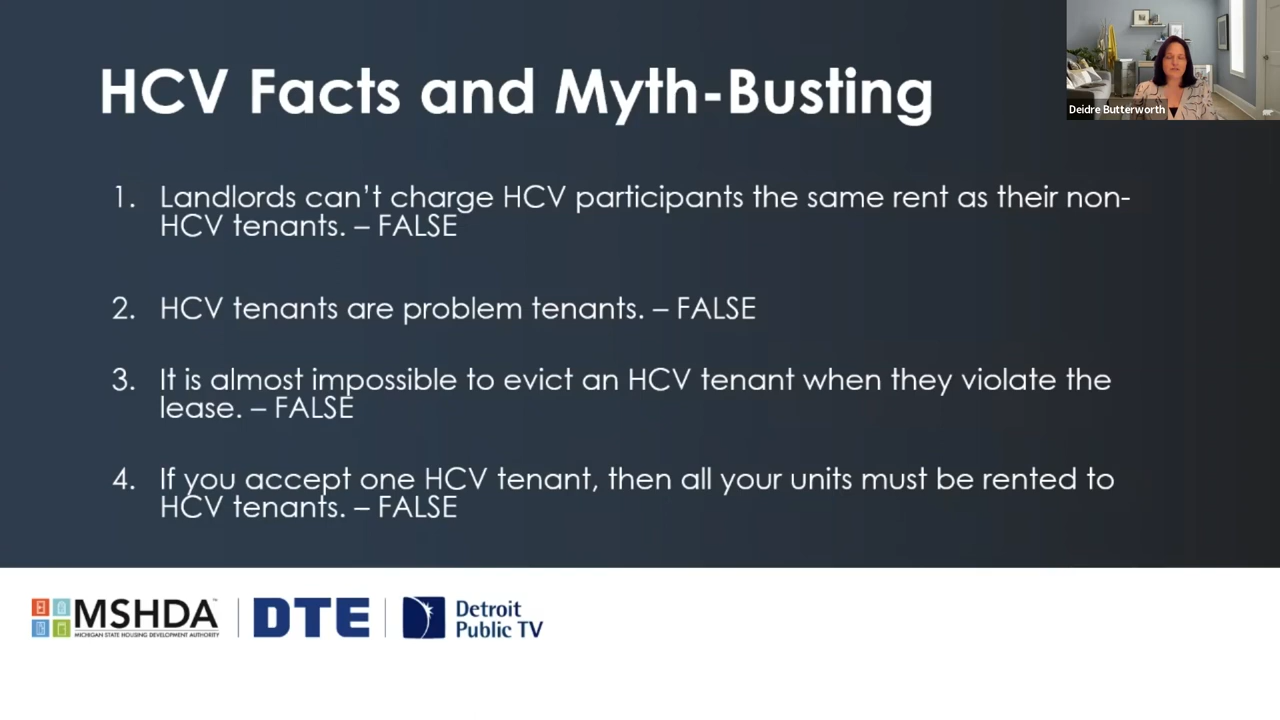 HCV Facts and Myth-Busting
Deidre Butterworth
1. Landlords can’t charge HCV participants the same rent as their non-
HCV tenants. – FALSE
2. HCV tenants are problem tenants. – FALSE
3. It is almost impossible to evict an HCV tenant when they violate the
lease. – FALSE
4. If you accept one HCV tenant, then all your units must be rented to
HCV tenants. – FALSE
MSHDA™
MICHIGAN STATE HOUSING DEVELOPMENT AUTHORITY
DTE
Detroit
Public TV